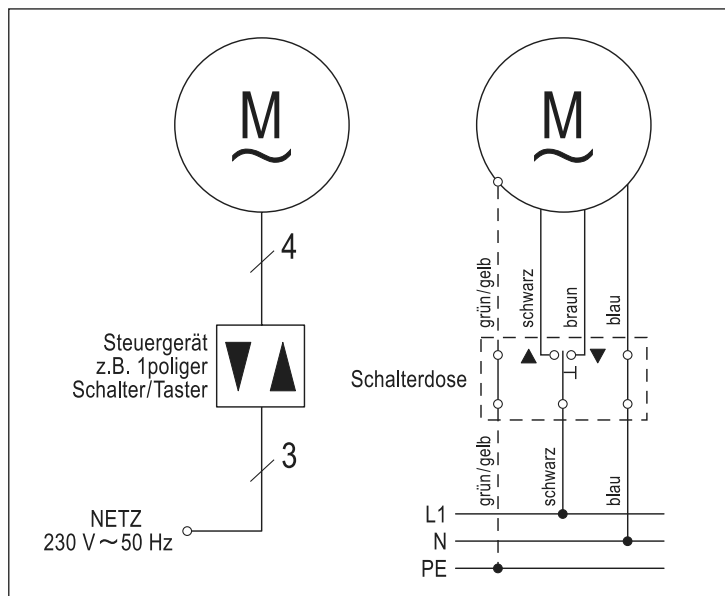 M
4
Steuergerät
z.B. 1poliger
Schalter/Taster
3
NETZ
230 V ~ 50 Hz
M
grün/gelb
schwarz
braun
blau
Schalterdose
grün/gelb
schwarz
blau
L1
N
PE